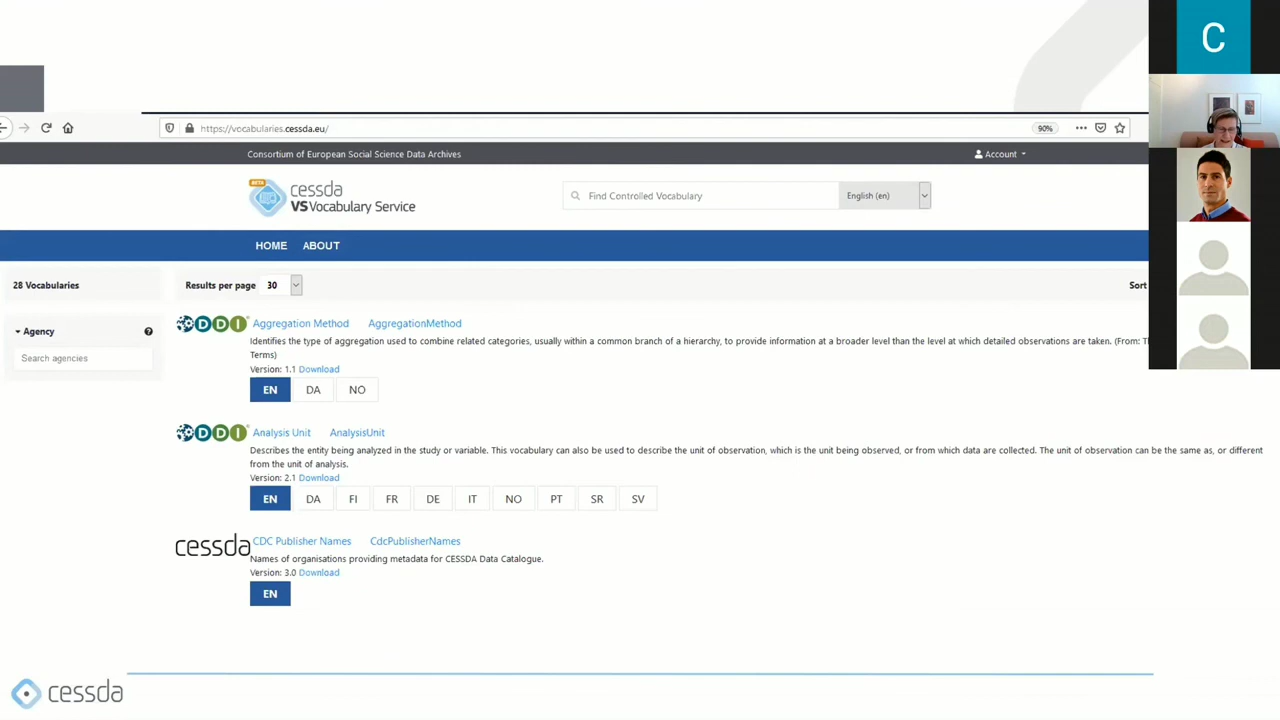 C
https://vocabularies.cessda.eu/
90%
Consortium of European Social Science Data Archives
Account
BETA
cessda
VS Vocabulary Service
Find Controlled Vocabulary
English (en)
HOME
ABOUT
28 Vocabularies
Results per page 30
Sort
Agency
Search agencies
DDI Aggregation Method AggregationMethod
Identifies the type of aggregation used to combine related categories, usually within a common branch of a hierarchy, to provide information at a broader level than the level at which detailed observations are taken. (From:
Terms)
Version: 1.1 Download
EN DA NO
DDI Analysis Unit AnalysisUnit
Describes the entity being analyzed in the study or variable. This vocabulary can also be used to describe the unit of observation, which is the unit being observed, or from which data are collected. The unit of observation can be the same as, or different
from the unit of analysis.
Version: 2.1 Download
EN DA FI FR DE IT NO PT SR SV
cessda CDC Publisher Names CdcPublisherNames
Names of organisations providing metadata for CESSDA Data Catalogue.
Version: 3.0 Download
EN
cessda